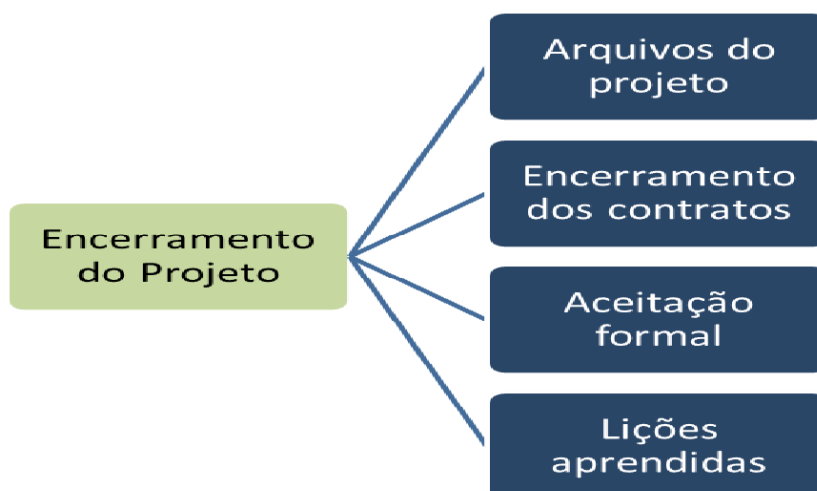 Encerramento
do Projeto
Arquivos do
projeto
Encerramento
dos contratos
Aceitação
formal
Lições
aprendidas